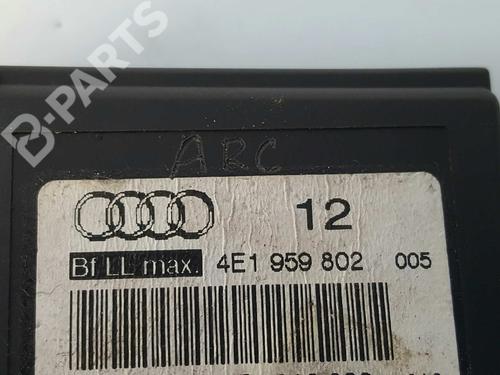 B-PARTS
ARC
12
Bf LL max. 4E1 959 802 005